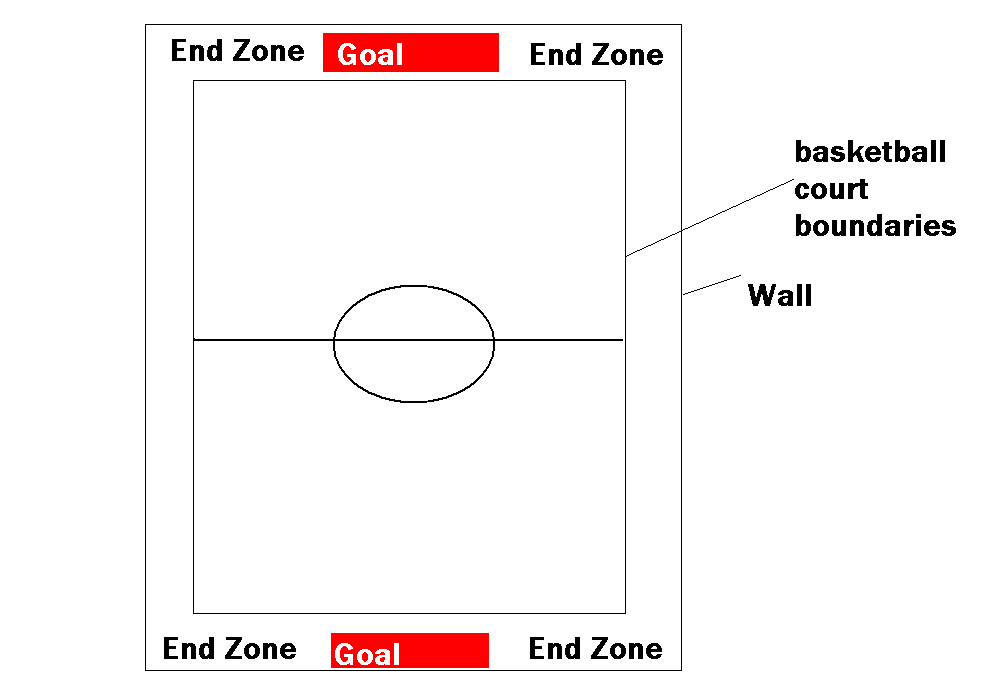 End Zone
Goal
End Zone
basketball
court
boundaries
Wall
End Zone
Goal
End Zone